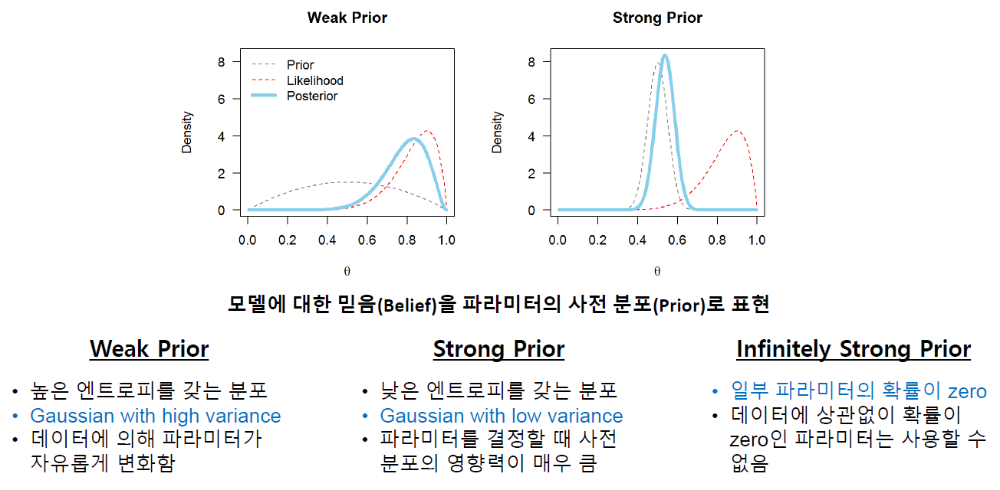 Weak Prior
Strong Prior
Density
8
6
4
2
0
Prior
Likelihood
Posterior
0.0 0.2 0.4 0.6 0.8 1.0
θ
Density
8
6
4
2
0
0.0 0.2 0.4 0.6 0.8 1.0
θ
모델에 대한 믿음(Belief)을 파라미터의 사전 분포(Prior)로 표현
Weak Prior
• 높은 엔트로피를 갖는 분포
• Gaussian with high variance
• 데이터에 의해 파라미터가
자유롭게 변화함
Strong Prior
• 낮은 엔트로피를 갖는 분포
• Gaussian with low variance
• 파라미터를 결정할 때 사전
분포의 영향력이 매우 큼
Infinitely Strong Prior
• 일부 파라미터의 확률이 zero
• 데이터에 상관없이 확률이
zero인 파라미터는 사용할 수
없음